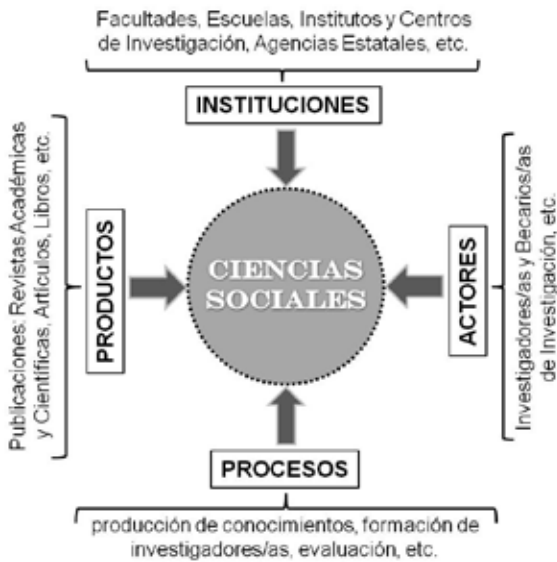 Facultades, Escuelas, Institutos y Centros
de Investigación, Agencias Estatales, etc.
INSTITUCIONES
Publicaciones: Revistas Académicas
y Científicas, Artículos, Libros, etc.
PRODUCTOS
CIENCIAS
SOCIALES
ACTORES
Investigadores/as y Becarios/as
de Investigación, etc.
PROCESOS
producción de conocimientos, formación de
investigadores/as, evaluación, etc.